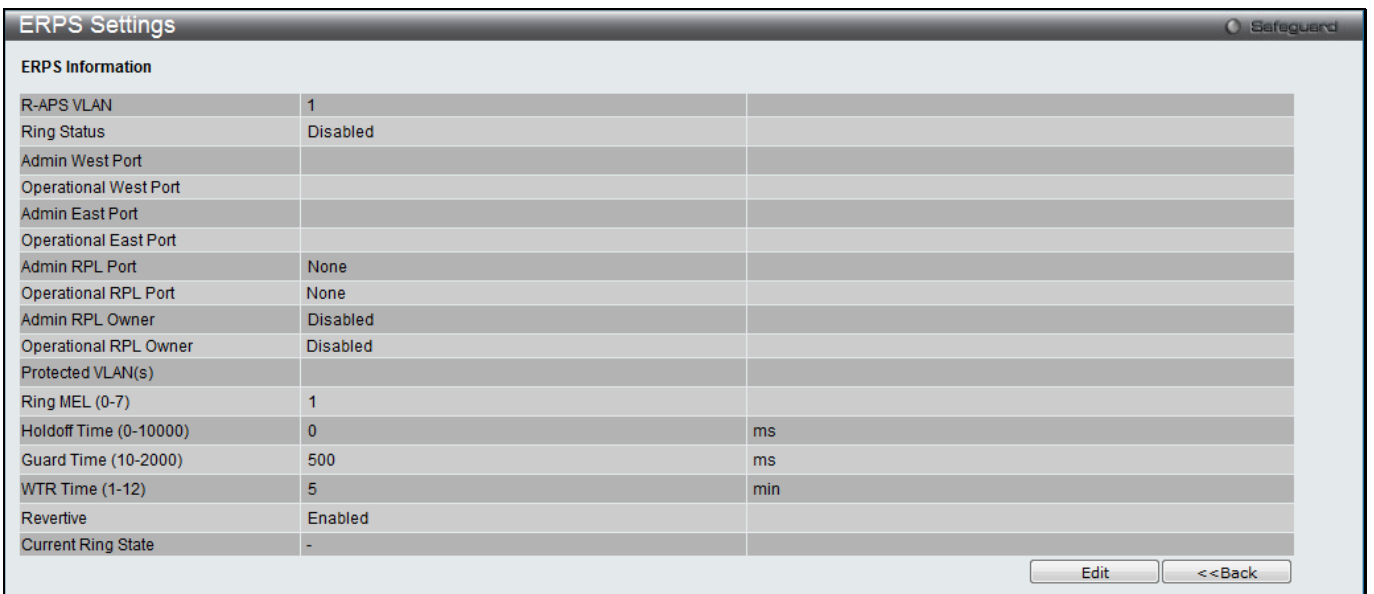 ERPS Settings
Safeguard
ERPS Information
R-APS VLAN 1
Ring Status Disabled
Admin West Port
Operational West Port
Admin East Port
Operational East Port
Admin RPL Port None
Operational RPL Port None
Admin RPL Owner Disabled
Operational RPL Owner Disabled
Protected VLAN(s)
Ring MEL (0-7) 1
Holdoff Time (0-10000) 0 ms
Guard Time (10-2000) 500 ms
WTR Time (1-12) 5 min
Revertive Enabled
Current Ring State -
Edit <<Back